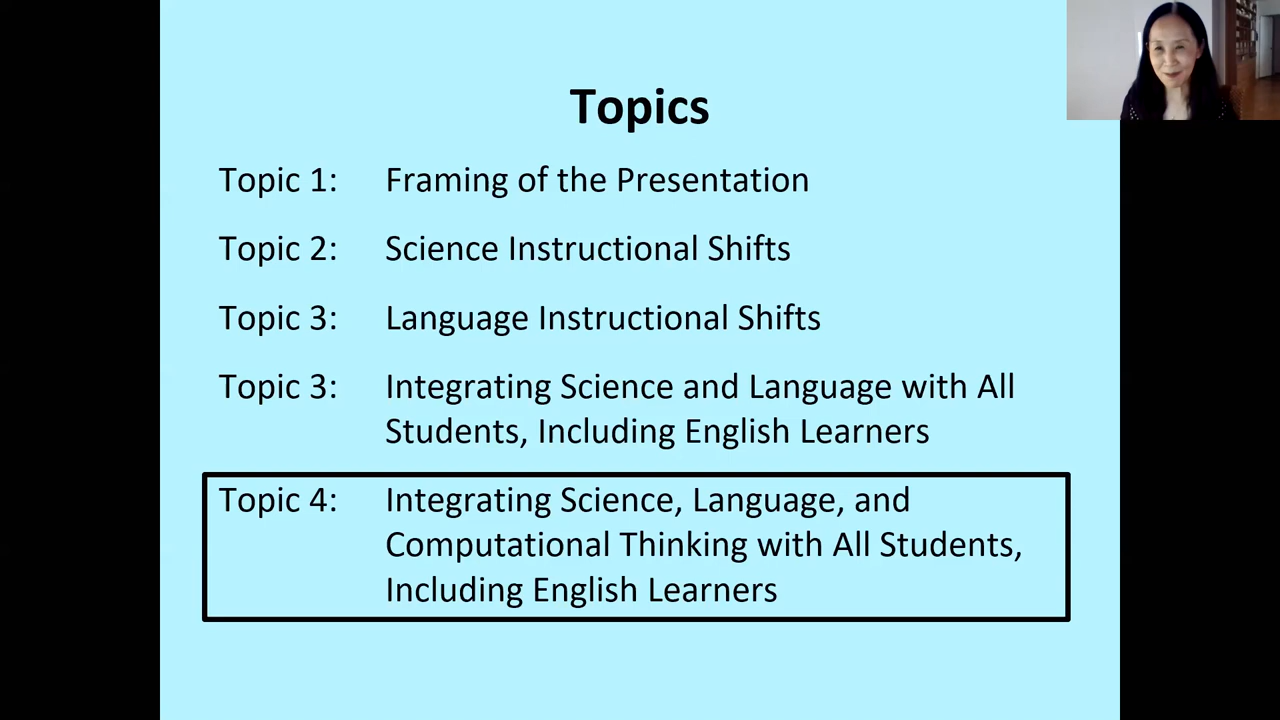 Topics
Topic 1: Framing of the Presentation
Topic 2: Science Instructional Shifts
Topic 3: Language Instructional Shifts
Topic 3: Integrating Science and Language with All
Students, Including English Learners
Topic 4: Integrating Science, Language, and
Computational Thinking with All Students,
Including English Learners